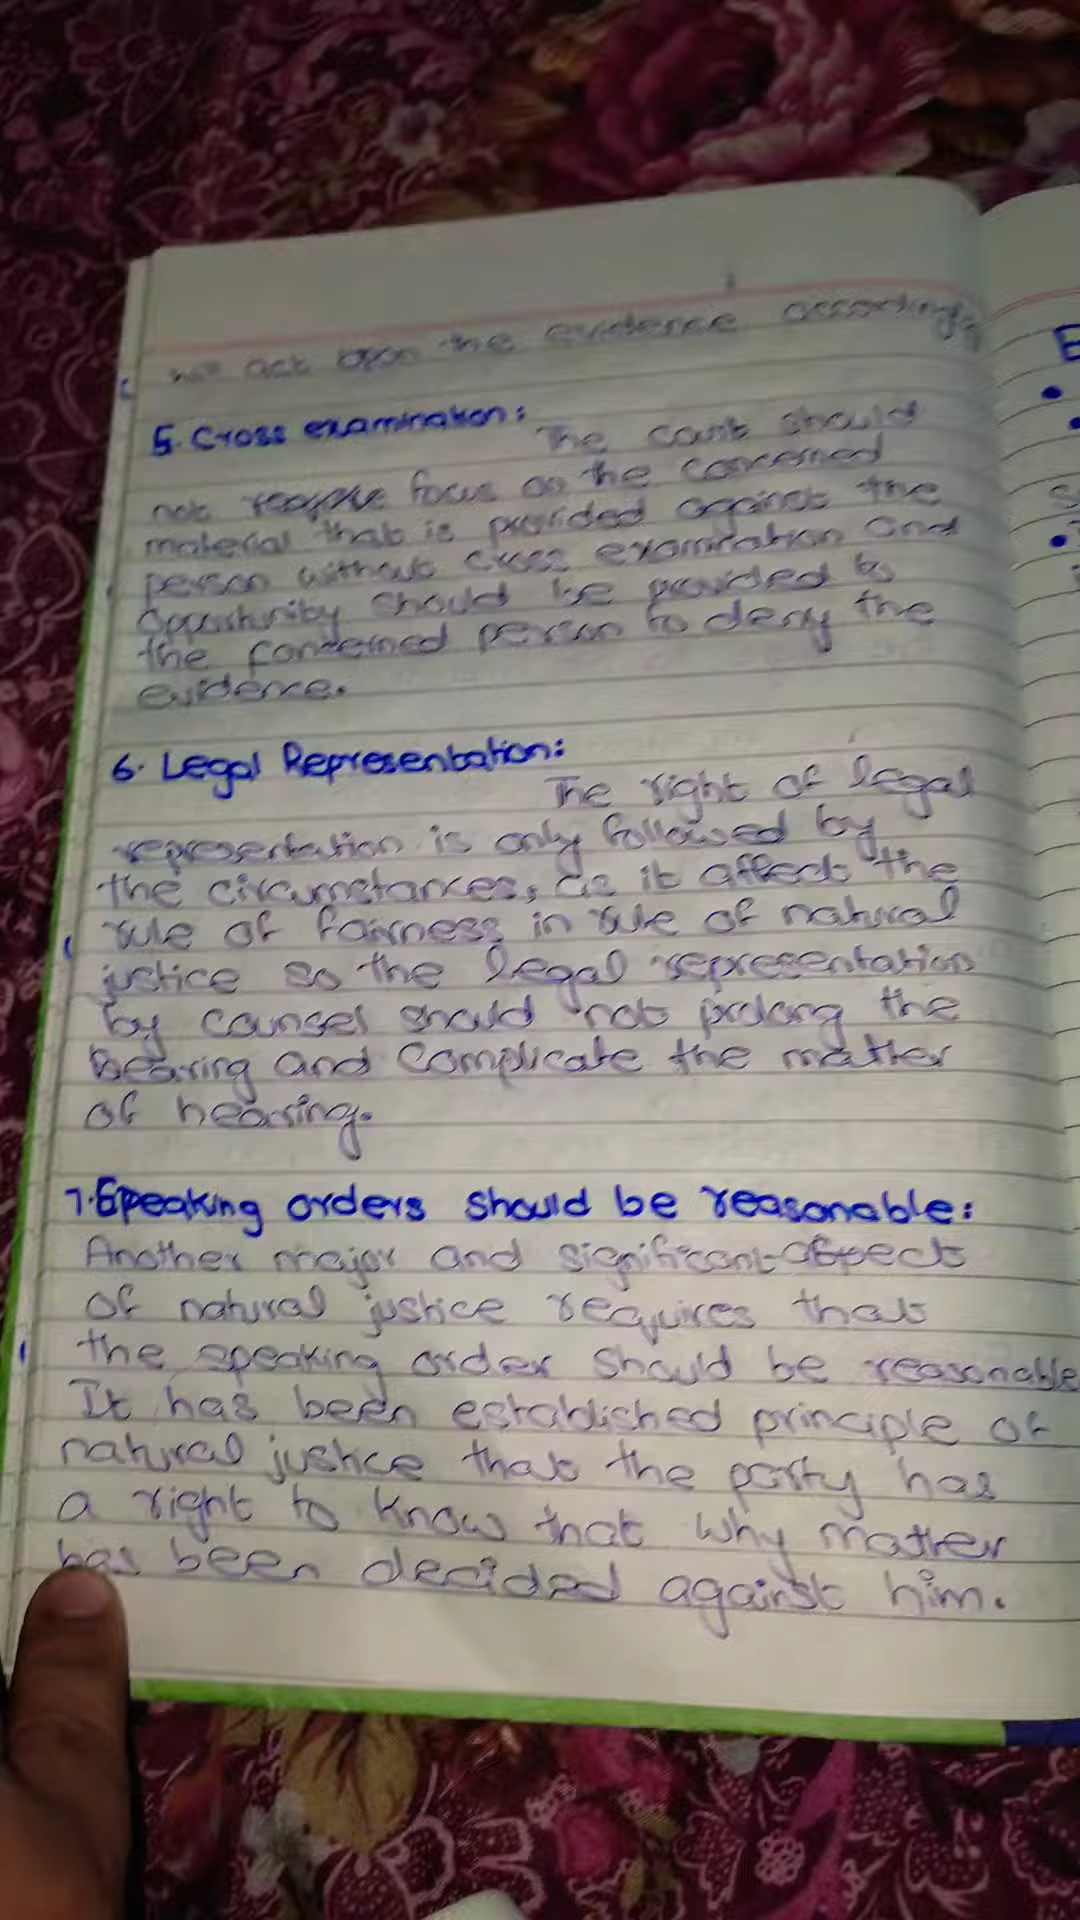 not act upon the evidence accordingly
5. Cross examination:
The court should
not require focus on the concerned
material that is provided against the
person without cross examination and
Opportunity should be provided to
the concerned person to deny the
evidence.
6. Legal Representation:
The right of legal
representation is only followed by
the circumstances, as it affects the
rule of fairness in rule of natural
justice so the legal representation
by counsel should not prolong the
hearing and complicate the matter
of hearing.
7. Speaking orders should be reasonable:
Another major and significant aspect
of natural justice requires that
the speaking order should be reasonable
It has been established principle of
natural justice that the party has
a right to know that why matter
has been decided against him.